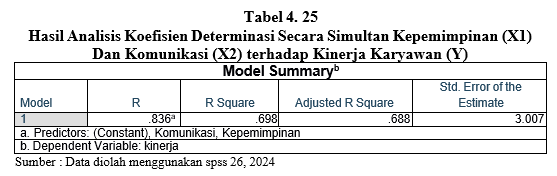 Tabel 4. 25
Hasil Analisis Koefisien Determinasi Secara Simultan Kepemimpinan (X1)
Dan Komunikasi (X2) terhadap Kinerja Karyawan (Y)
Model Summaryb
Model R R Square Adjusted R Square Std. Error of the Estimate
1 .836a .698 .688 3.007
a. Predictors: (Constant), Komunikasi, Kepemimpinan
b. Dependent Variable: kinerja
Sumber : Data diolah menggunakan spss 26, 2024